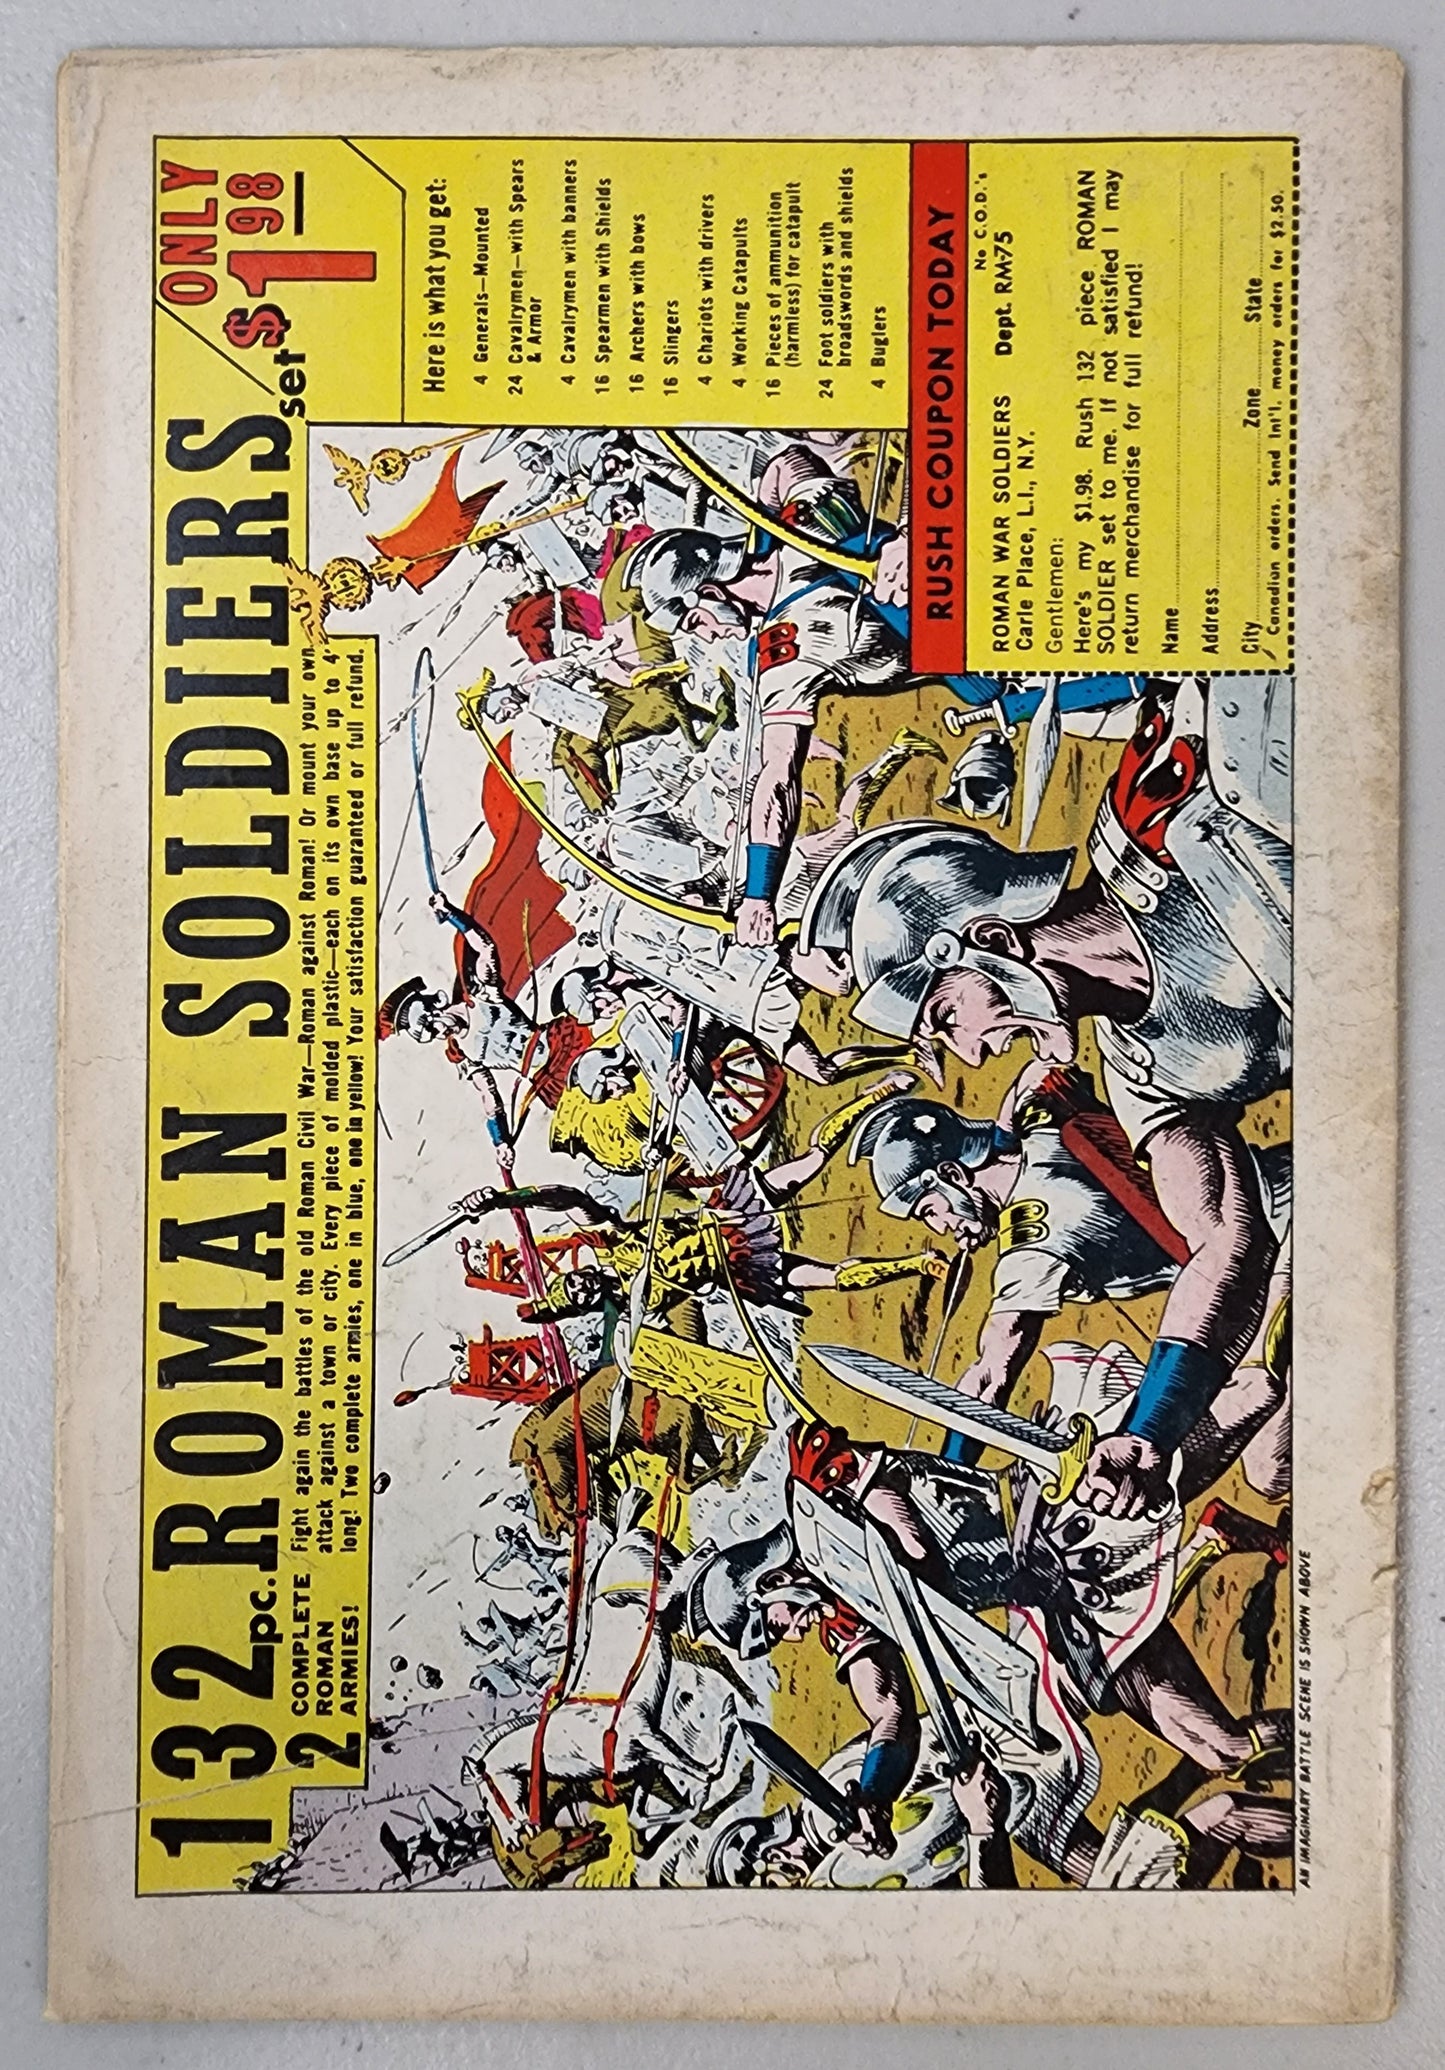 132 pc. ROMAN SOLDIERS set
ONLY
$1.98
2 COMPLETE
ROMAN
ARMIES!
Fight again the battles of the old Roman Civil War—Roman against Roman! Or mount your own
attack against a town or city. Every piece of molded plastic—each on its own base up to 4"
long! Two complete armies, one in blue, one in yellow! Your satisfaction guaranteed or full refund.
Here is what you get:
4 Generals—Mounted
24 Cavalrymen—with Spears
& Armor
4 Cavalrymen with banners
16 Spearmen with Shields
16 Archers with bows
16 Slingers
4 Chariots with drivers
4 Working Catapults
16 Pieces of ammunition
(harmless) for catapult
24 Foot soldiers with
broadswords and shields
4 Buglers
RUSH COUPON TODAY
No C.O.D.'s
ROMAN WAR SOLDIERS Dept. RM-75
Carle Place, L.I., N.Y.
Gentlemen:
Here's my $1.98. Rush 132 piece ROMAN
SOLDIER set to me. If not satisfied I may
return merchandise for full refund!
Name
Address
City Zone State
Canadian orders. Send Int'l. money orders for $2.50.
AN IMAGINARY BATTLE SCENE IS SHOWN ABOVE